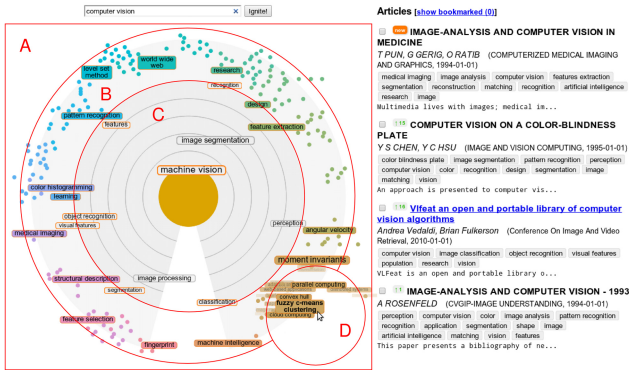 computer vision
Ignite!
A
world wide
web
level set
method
research
recognition
B
design
pattern recognition
features
C
feature extraction
image segmentation
machine vision
color histogramming
learning
object recognition
visual features
perception
medical imaging
angular velocity
moment invariants
structural description
image processing
parallel computing
segmentation
classification
convex hull
fuzzy c-means
clustering
cloud computing
D
feature selection
fingerprint
machine intelligence
Articles [show bookmarked (0)]
new IMAGE-ANALYSIS AND COMPUTER VISION IN
MEDICINE
T PUN, G GERIG, O RATIB (COMPUTERIZED MEDICAL IMAGING
AND GRAPHICS, 1994-01-01)
medical imaging image analysis computer vision features extraction
segmentation reconstruction matching recognition artificial intelligence
research image
Multimedia lives with images; medical im...
COMPUTER VISION ON A COLOR-BLINDNESS
PLATE
Y S CHEN, Y C HSU (IMAGE AND VISION COMPUTING, 1995-01-01)
color blindness plate image segmentation pattern recognition perception
computer vision color recognition design segmentation image
matching vision
An approach is presented to computer vis...
Vlfeat an open and portable library of computer
vision algorithms
Andrea Vedaldi, Brian Fulkerson (Conference On Image And Video
Retrieval, 2010-01-01)
computer vision image classification object recognition visual features
population research vision
VLFeat is an open and portable library o...
IMAGE ANALYSIS AND COMPUTER VISION - 1993
A ROSENFELD (CVGIP-IMAGE UNDERSTANDING, 1994-01-01)
perception computer vision color image analysis pattern recognition
recognition application segmentation shape image
artificial intelligence matching vision features
This paper presents a bibliography of ne...